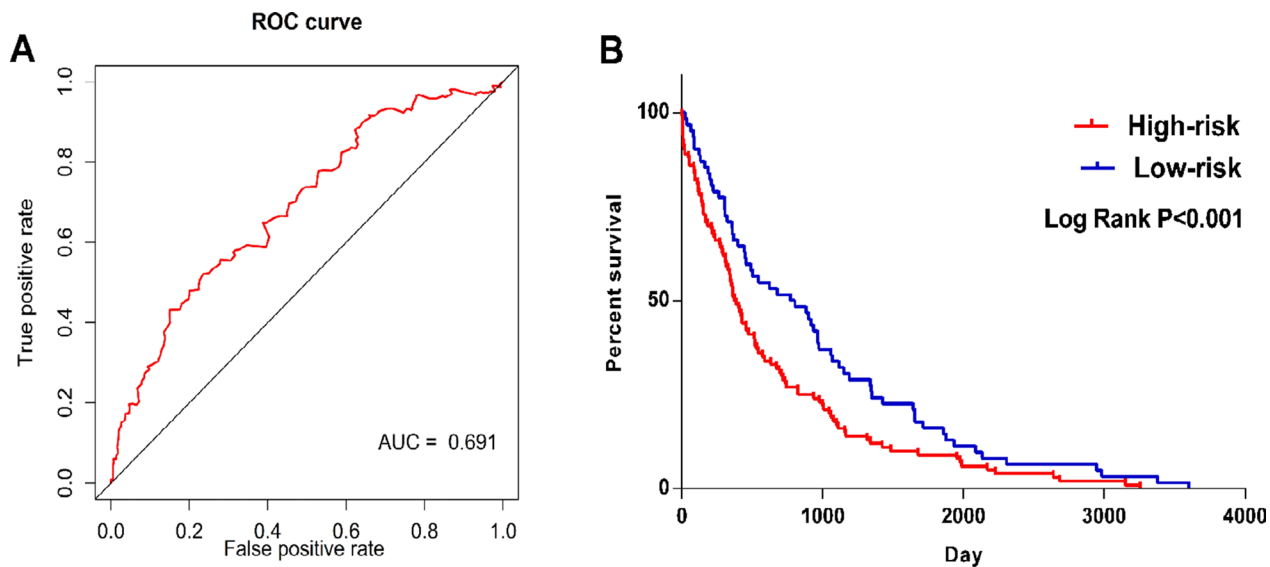 ROC curve
A
True positive rate
1.0
0.8
0.6
0.4
0.2
0.0
AUC = 0.691
0.0 0.2 0.4 0.6 0.8 1.0
False positive rate
B
Percent survival
100
50
0
High-risk
Low-risk
Log Rank P<0.001
0 1000 2000 3000 4000
Day